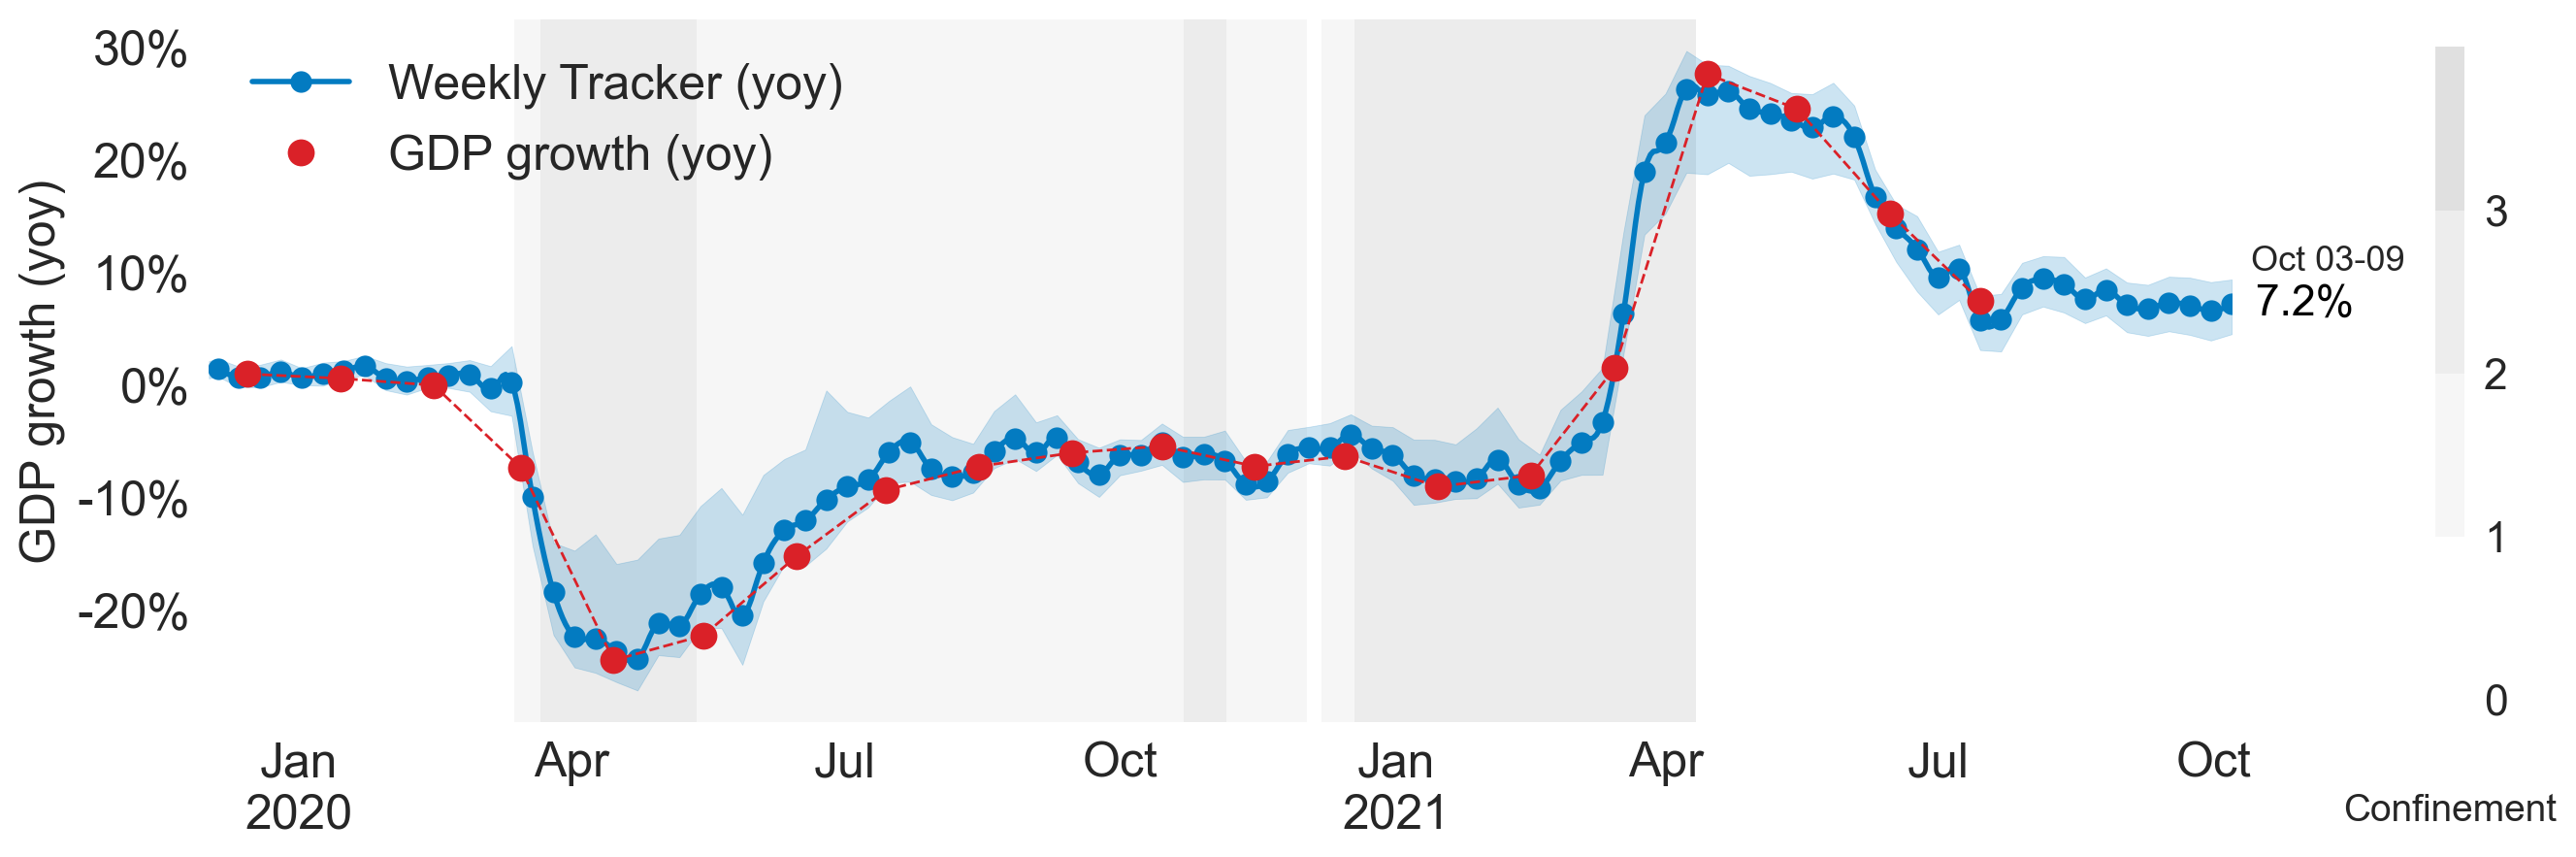 30%
20%
10%
0%
-10%
-20%
GDP growth (yoy)
Weekly Tracker (yoy)
GDP growth (yoy)
Oct 03-09
7.2%
3
2
1
0
Confinement
Jan Apr Jul Oct Jan Apr Jul Oct
2020 2021